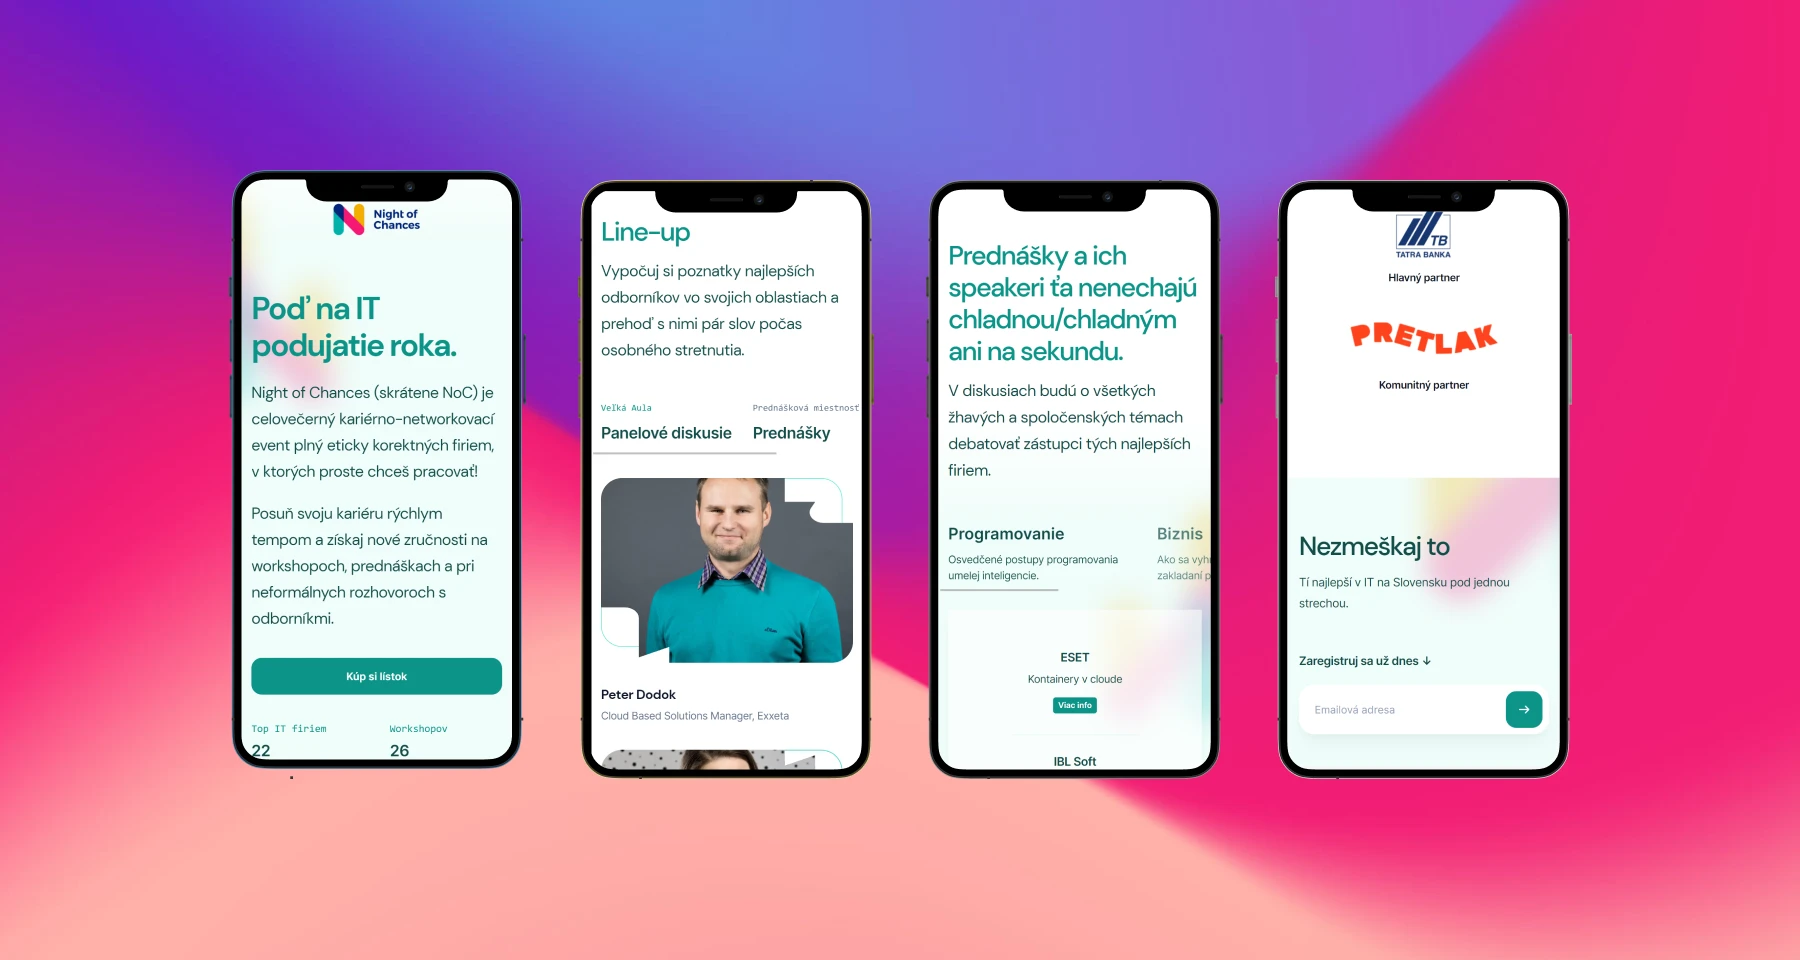 Night of
Chances
Poď na IT
podujatie roka.
Night of Chances (skrátene NoC) je
celovečerný kariérno-networkovací
event plný eticky korektných firiem,
v ktorých proste chceš pracovať!
Posuň svoju kariéru rýchlym
tempom a získaj nové zručnosti na
workshopoch, prednáškach a pri
neformálnych rozhovoroch s
odborníkmi.
Kúp si lístok
Top IT firiem
Workshopov
22
26
Line-up
Vypočuj si poznatky najlepších
odborníkov vo svojich oblastiach a
prehoď s nimi pár slov počas
osobného stretnutia.
Veľká Aula
Prednášková miestnosť
Panelové diskusie
Prednášky
Peter Dodok
Cloud Based Solutions Manager, Exxeta
Prednášky a ich
speakeri ťa nenechajú
chladnou/chladným
ani na sekundu.
V diskusiach budú o všetkých
žhavých a spoločenských témach
debatovať zástupci tých najlepších
firiem.
Programovanie
Biznis
Osvedčené postupy programovania
umelej inteligencie.
Ako sa vyh
zakladaní p
ESET
Kontajnery v cloude
Viac info
IBL Soft
TB
TATRA BANKA
Hlavný partner
PRETLAK
Komunitný partner
Nezmeškaj to
Tí najlepší v IT na Slovensku pod jednou
strechou.
Zaregistruj sa už dnes ↓
Emailová adresa
→